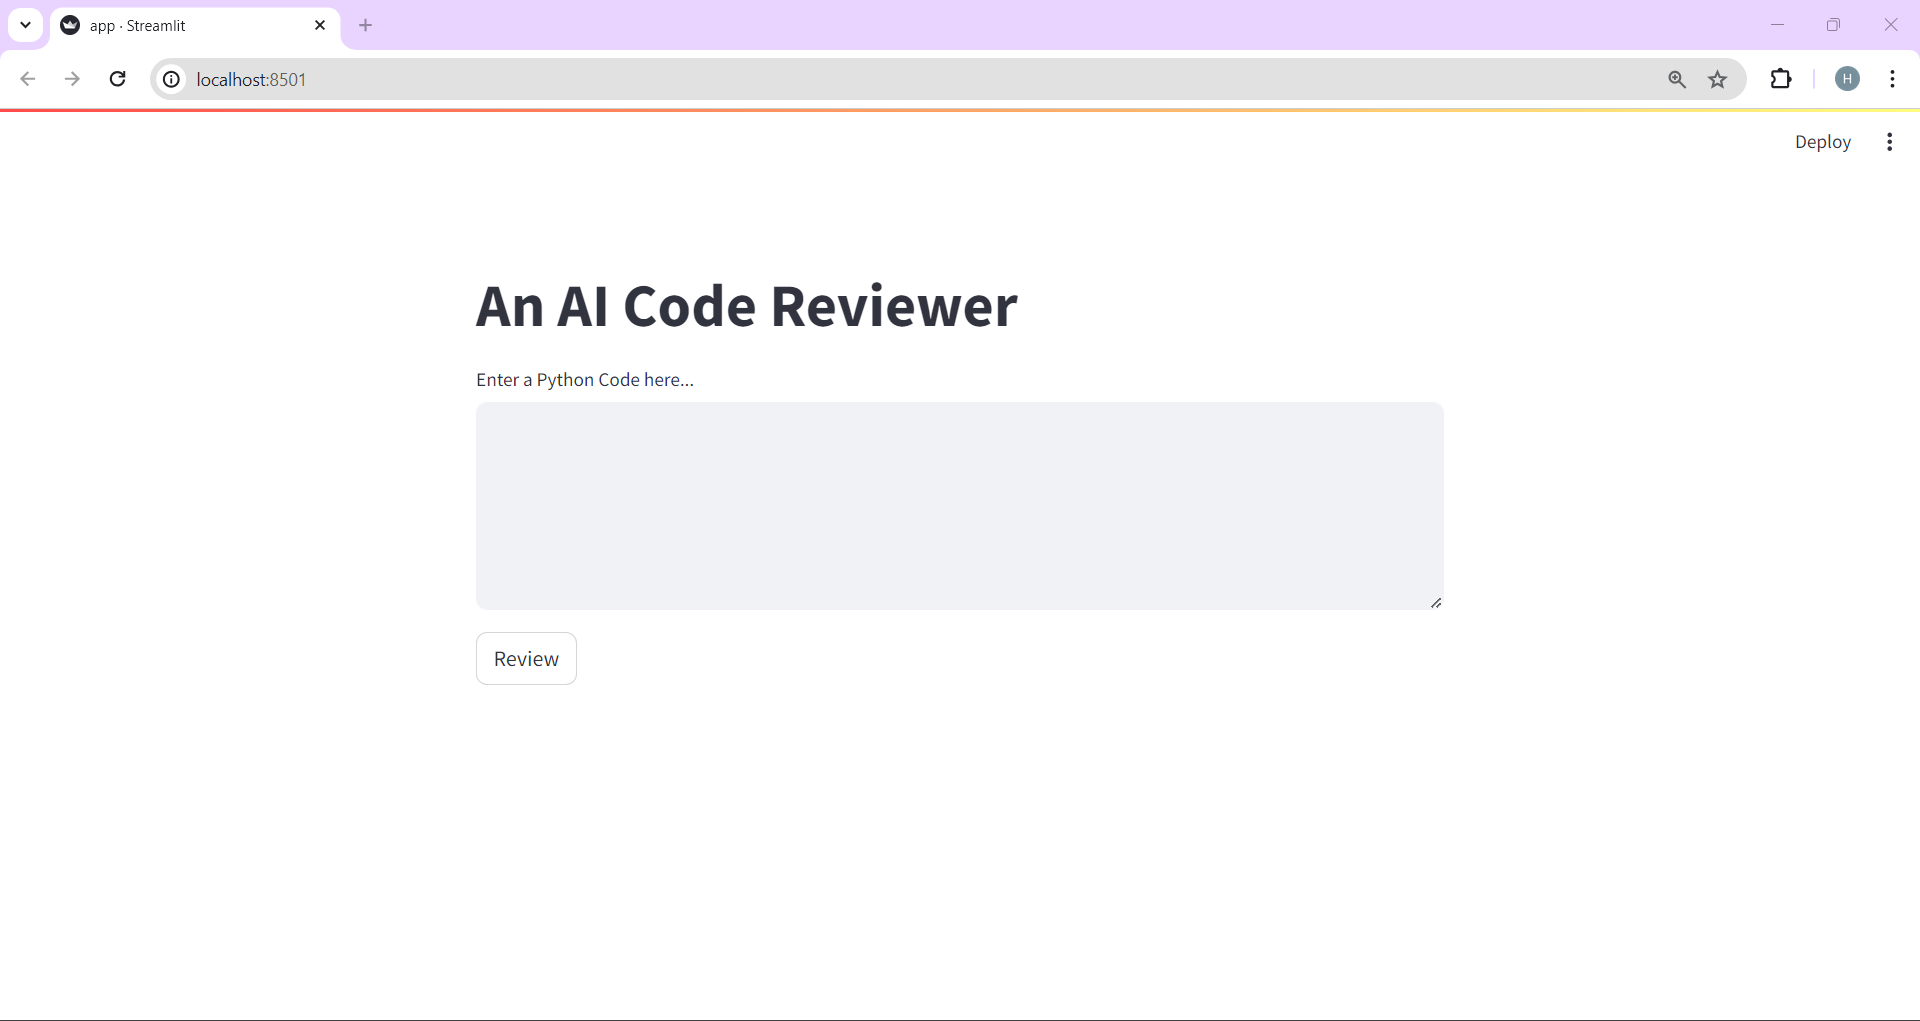 app · Streamlit
localhost:8501
H
Deploy
An AI Code Reviewer
Enter a Python Code here...
Review